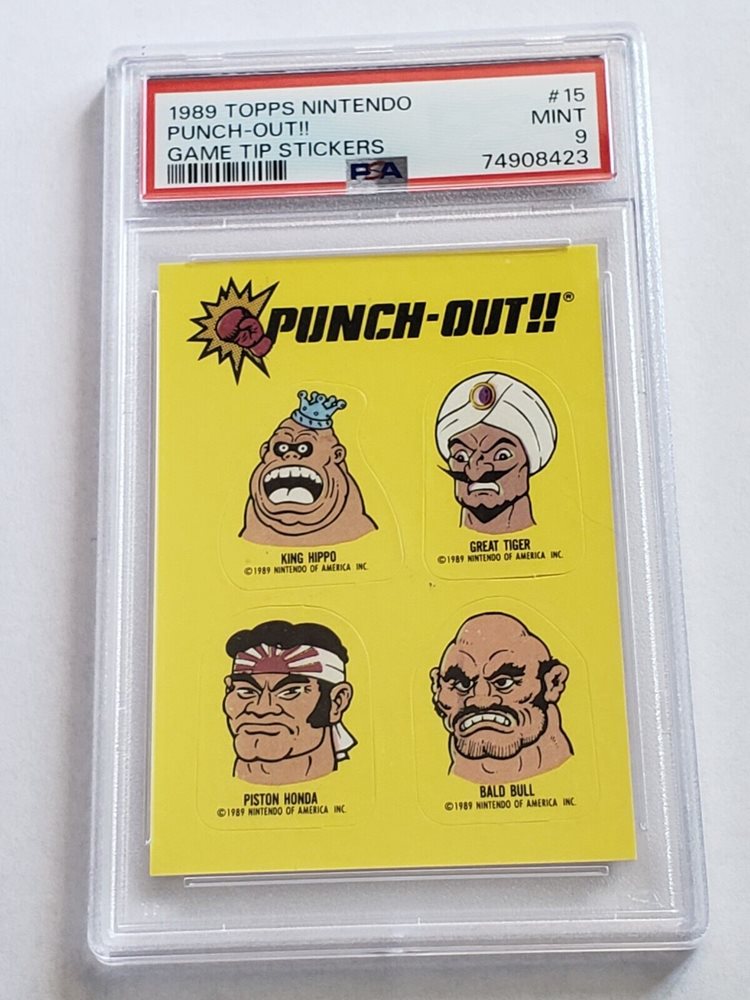 1989 TOPPS NINTENDO #15
PUNCH-OUT!! MINT
GAME TIP STICKERS 9
PSA 74908423
PUNCH-OUT!!®
KING HIPPO
©1989 NINTENDO OF AMERICA INC.
GREAT TIGER
©1989 NINTENDO OF AMERICA INC.
PISTON HONDA
©1989 NINTENDO OF AMERICA INC.
BALD BULL
©1989 NINTENDO OF AMERICA INC.